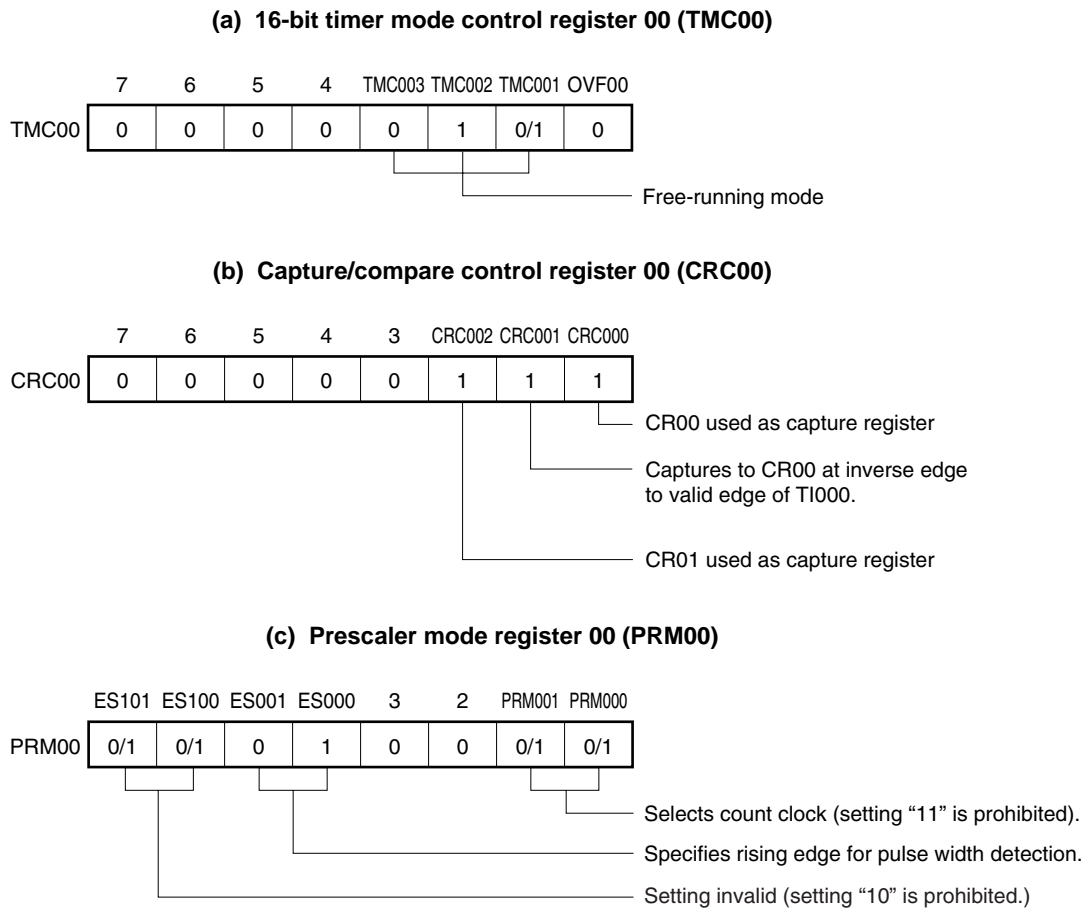 (a) 16-bit timer mode control register 00 (TMC00)
7 6 5 4 TMC003 TMC002 TMC001 OVF00
TMC00 0 0 0 0 0 1 0/1 0
Free-running mode
(b) Capture/compare control register 00 (CRC00)
7 6 5 4 3 CRC002 CRC001 CRC000
CRC00 0 0 0 0 0 1 1 1
CR00 used as capture register
Captures to CR00 at inverse edge
to valid edge of TI000.
CR01 used as capture register
(c) Prescaler mode register 00 (PRM00)
ES101 ES100 ES001 ES000 3 2 PRM001 PRM000
PRM00 0/1 0/1 0 1 0 0 0/1 0/1
Selects count clock (setting “11” is prohibited).
Specifies rising edge for pulse width detection.
Setting invalid (setting “10” is prohibited.)